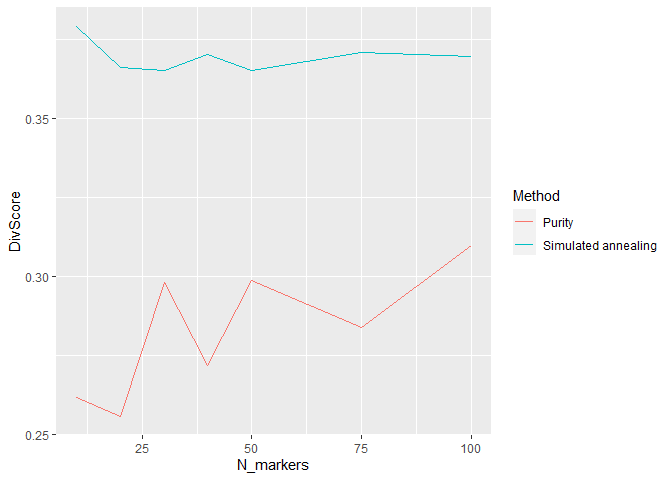 0.35
0.30
0.25
DivScore
25
50
75
100
N_markers
Method
Purity
Simulated annealing